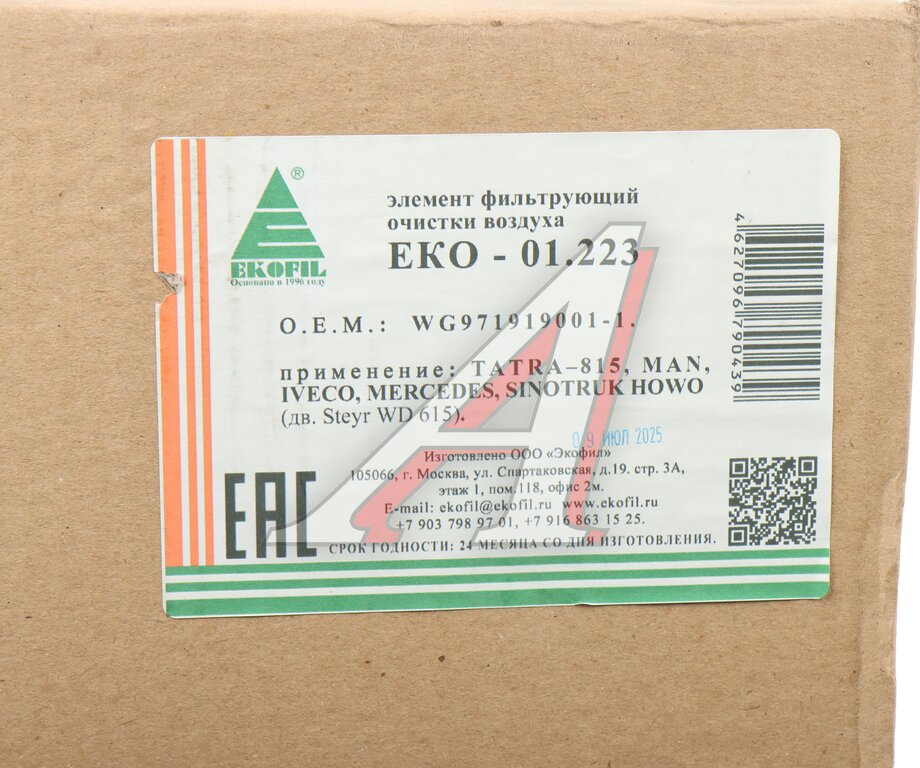 ®
EKOFIL
Основано в 1996 году
элемент фильтрующий
очистки воздуха
ЕКО - 01.223
О.Е.М.: WG971919001-1.
применение: TATRA-815, MAN,
IVECO, MERCEDES, SINOTRUK HOWO
(дв. Steyr WD 615).
09 ИЮЛ 2025
Изготовлено ООО «Экофил»
105066, г. Москва, ул. Спартаковская, д.19. стр. 3А,
этаж 1, пом.118, офис 2м.
E-mail: ekofil@ekofil.ru www.ekofil.ru
+7 903 798 97 01, +7 916 863 15 25.
СРОК ГОДНОСТИ: 24 МЕСЯЦА СО ДНЯ ИЗГОТОВЛЕНИЯ.
EAC
4627096790439